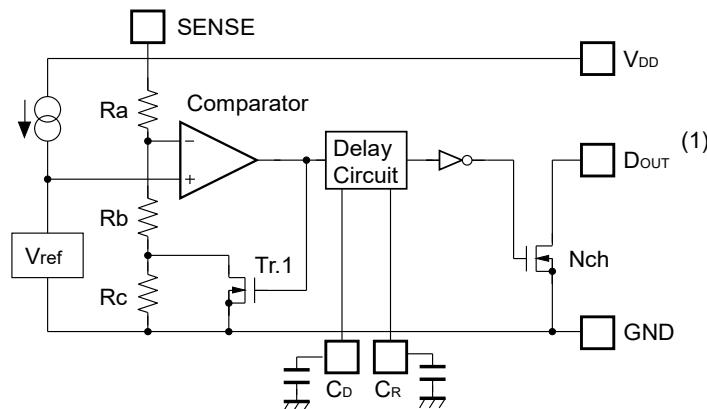 SENSE
VDD
Ra
Comparator
−
+
Delay
Circuit
DOUT (1)
Rb
Vref
Tr.1
Nch
Rc
GND
CD
CR